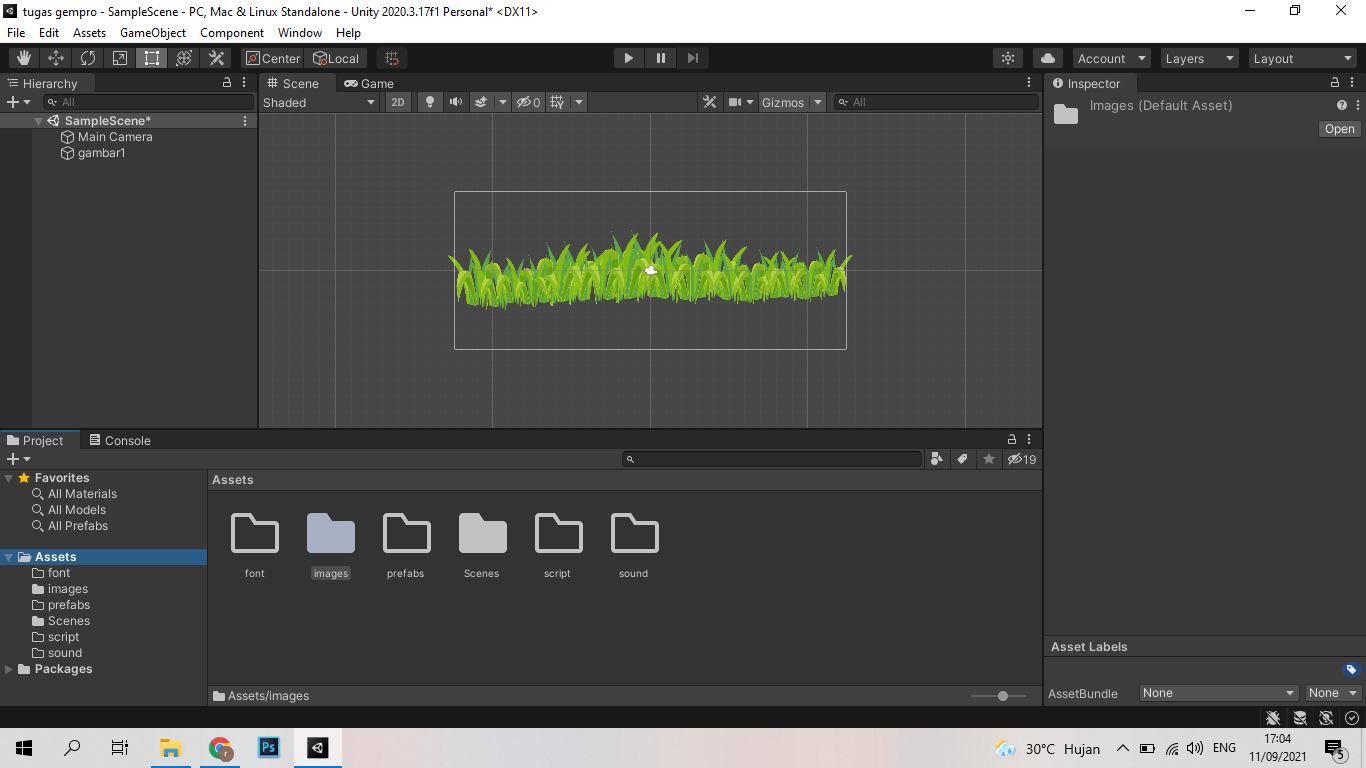 tugas gempro - SampleScene - PC, Mac & Linux Standalone - Unity 2020.3.17f1 Personal* <DX11>
File Edit Assets GameObject Component Window Help
Center Local Account Layers Layout
Hierarchy
All
SampleScene*
Main Camera
gambar1
Scene Game
Shaded 2D 0 Gizmos All
Inspector
Images (Default Asset)
Open
Project Console
19
Favorites
All Materials
All Models
All Prefabs
Assets
font
images
prefabs
Scenes
script
sound
Packages
Assets
font images prefabs Scenes script sound
Assets/images
Asset Labels
AssetBundle None None
Ps
r
30°C Hujan ENG
17:04
11/09/2021
5